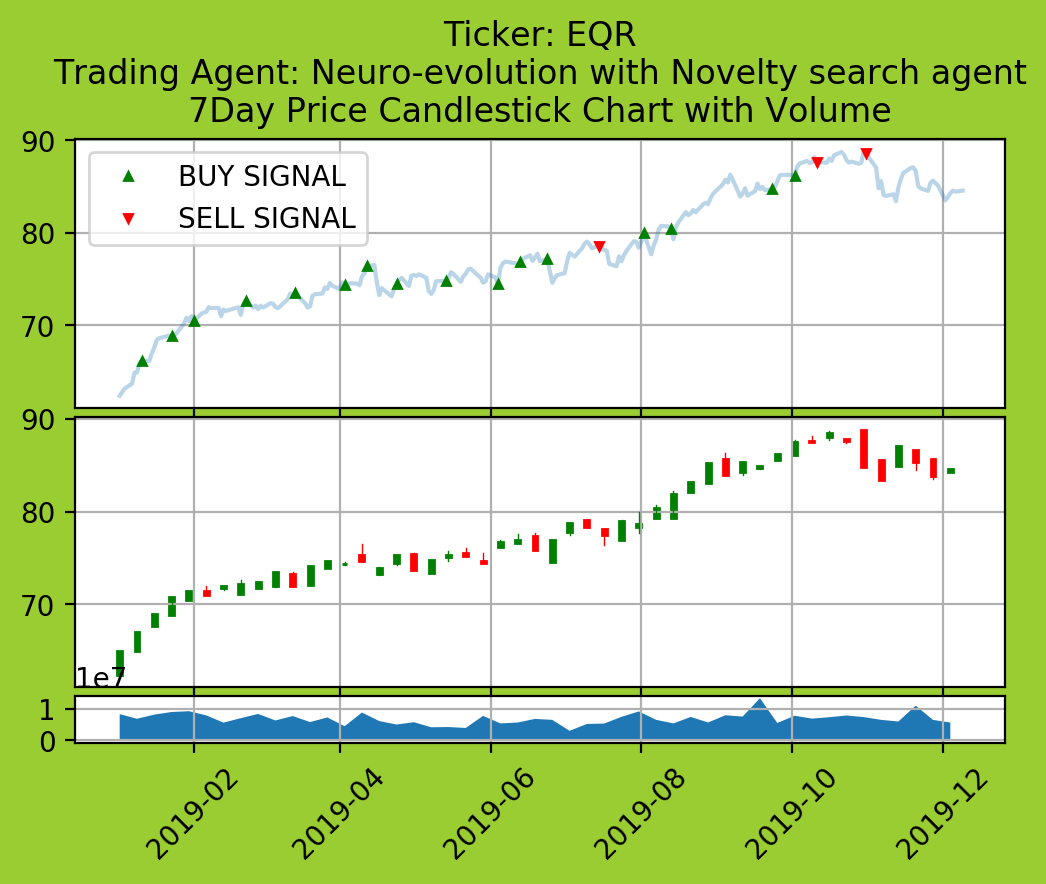 Ticker: EQR
Trading Agent: Neuro-evolution with Novelty search agent
7Day Price Candlestick Chart with Volume
90
80
70
BUY SIGNAL
SELL SIGNAL
90
80
70
1e7
1
0
2019-02
2019-04
2019-06
2019-08
2019-10
2019-12